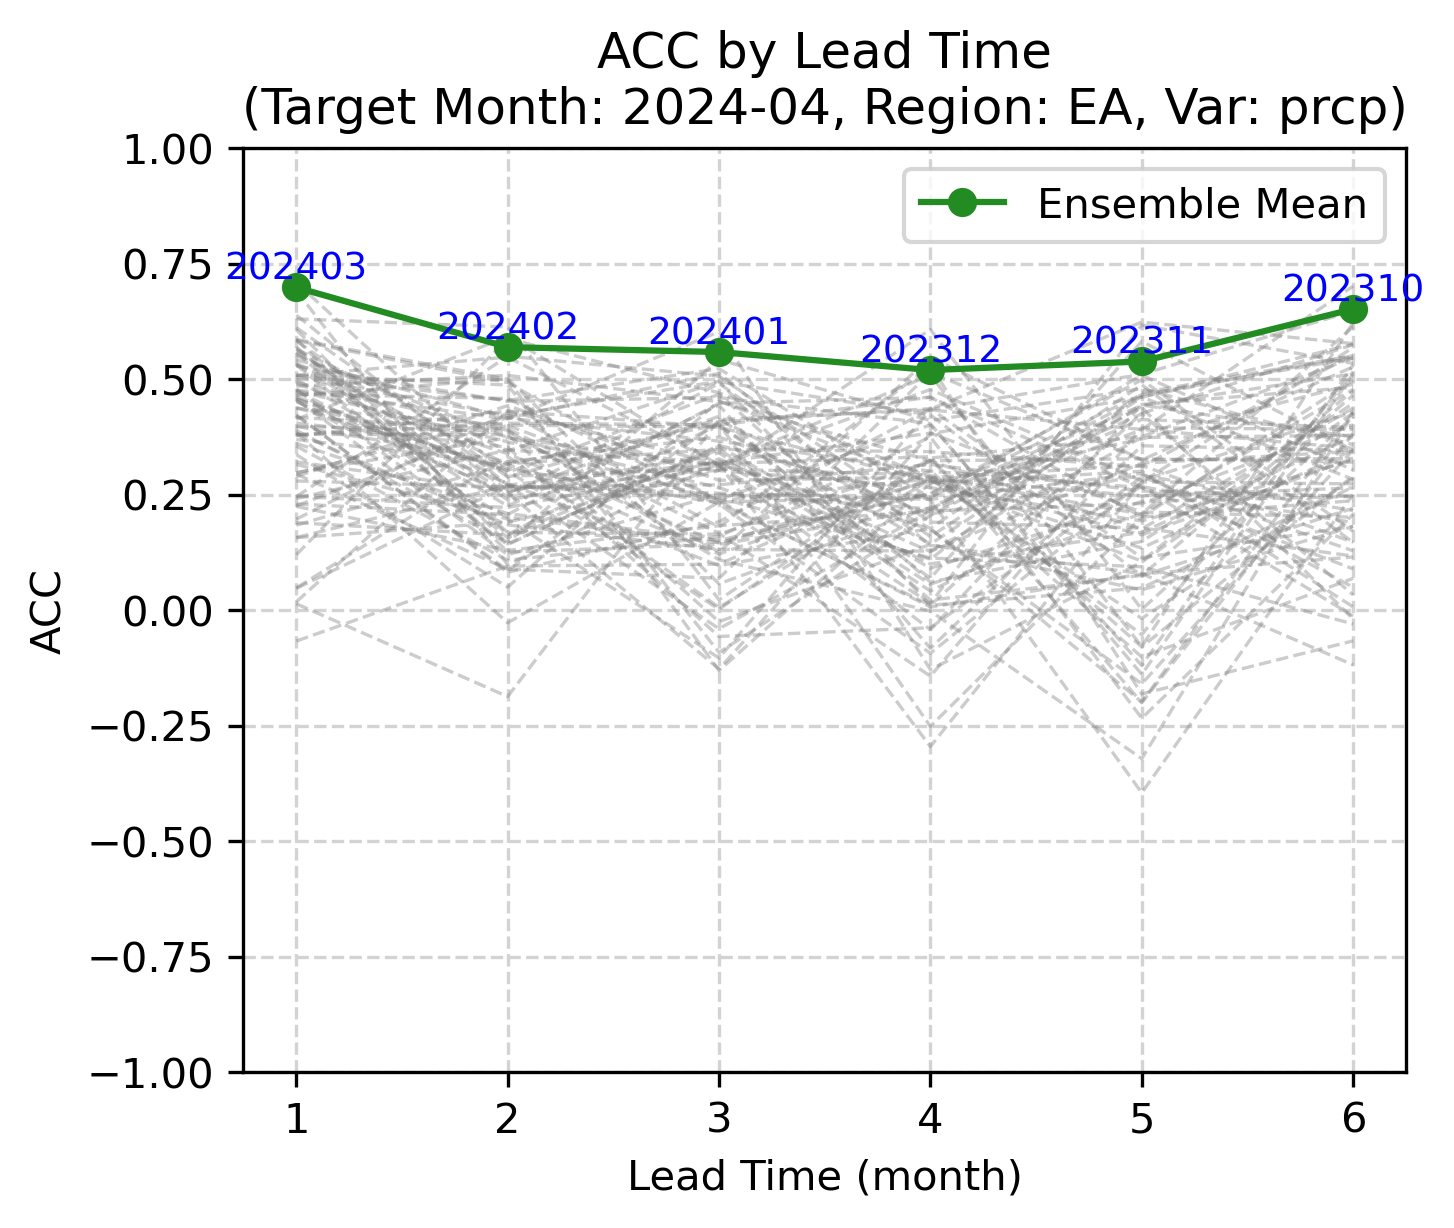 ACC by Lead Time
(Target Month: 2024-04, Region: EA, Var: prcp)
1.00
0.75
0.50
0.25
0.00
−0.25
−0.50
−0.75
−1.00
ACC
Ensemble Mean
202403
202402
202401
202312
202311
202310
1 2 3 4 5 6
Lead Time (month)